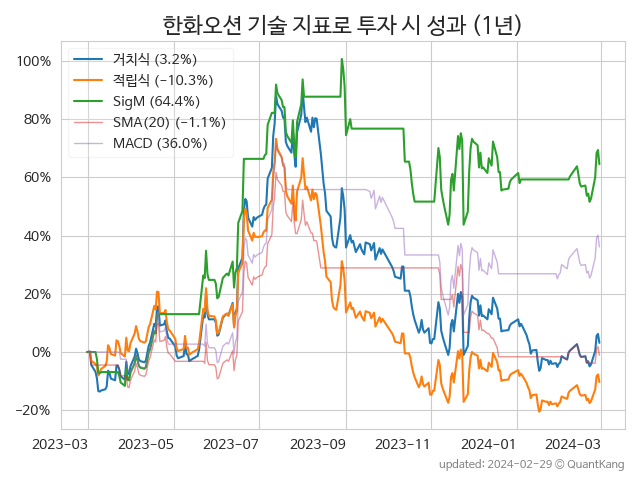 한화오션 기술 지표로 투자 시 성과 (1년)
거치식 (3.2%)
적립식 (−10.3%)
SigM (64.4%)
SMA(20) (−1.1%)
MACD (36.0%)
100%
80%
60%
40%
20%
0%
−20%
2023−03 2023−05 2023−07 2023−09 2023−11 2024−01 2024−03
updated: 2024−02−29 ⓒ QuantKang